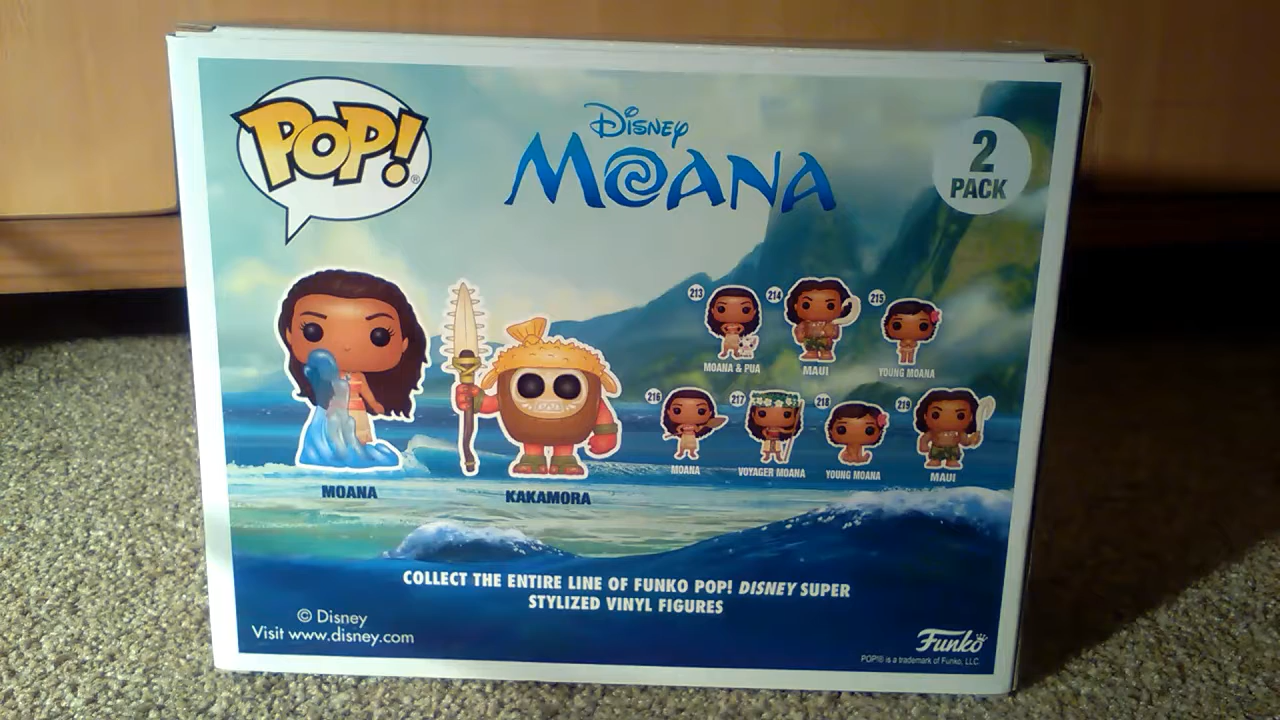 POP!®
DISNEY
MOANA
2
PACK
213
214
215
MOANA & PUA
MAUI
YOUNG MOANA
216
217
218
219
MOANA
VOYAGER MOANA
YOUNG MOANA
MAUI
MOANA
KAKAMORA
COLLECT THE ENTIRE LINE OF FUNKO POP! DISNEY SUPER
STYLIZED VINYL FIGURES
© Disney
Visit www.disney.com
Funko
POP!® is a trademark of Funko, LLC